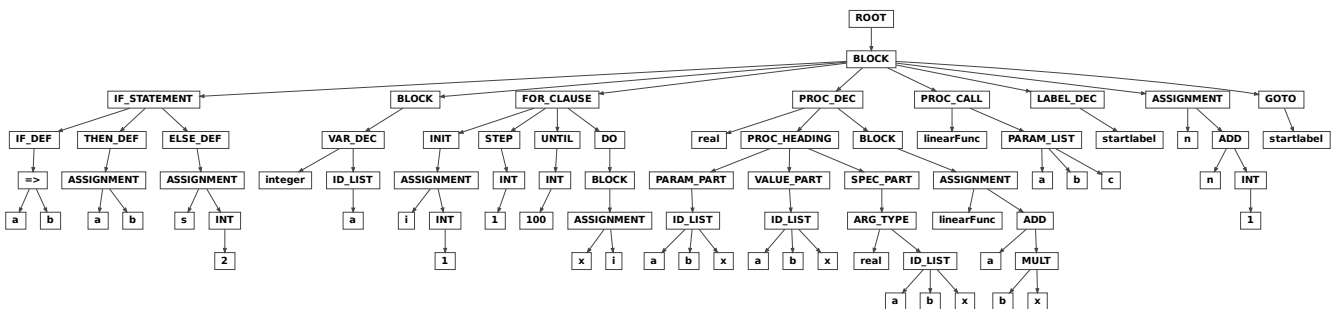 ROOT
BLOCK
IF_STATEMENT BLOCK FOR_CLAUSE PROC_DEC PROC_CALL LABEL_DEC ASSIGNMENT GOTO
IF_DEF THEN_DEF ELSE_DEF VAR_DEC INIT STEP UNTIL DO real PROC_HEADING BLOCK linearFunc PARAM_LIST startlabel n ADD startlabel
=> ASSIGNMENT ASSIGNMENT integer ID_LIST ASSIGNMENT INT INT BLOCK PARAM_PART VALUE_PART SPEC_PART ASSIGNMENT a b c n INT
a b a b s INT a i INT 1 100 ASSIGNMENT ID_LIST ID_LIST ARG_TYPE linearFunc ADD 1
2 1 x i a b x a b x real ID_LIST a MULT
a b x b x